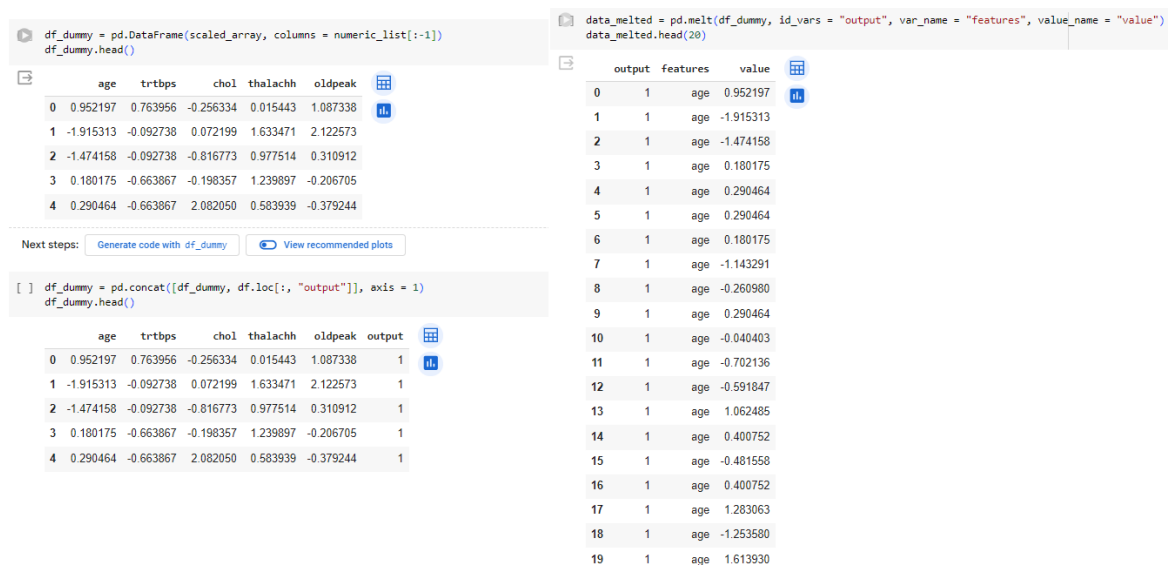 df_dummy = pd.DataFrame(scaled_array, columns = numeric_list[:-1])
df_dummy.head()
age trtbps chol thalachh oldpeak
0 0.952197 0.763956 -0.256334 0.015443 1.087338
1 -1.915313 -0.092738 0.072199 1.633471 2.122573
2 -1.474158 -0.092738 -0.816773 0.977514 0.310912
3 0.180175 -0.663867 -0.198357 1.239897 -0.206705
4 0.290464 -0.663867 2.082050 0.583939 -0.379244
Next steps: Generate code with df_dummy View recommended plots
[ ] df_dummy = pd.concat([df_dummy, df.loc[:, "output"]], axis = 1)
df_dummy.head()
age trtbps chol thalachh oldpeak output
0 0.952197 0.763956 -0.256334 0.015443 1.087338 1
1 -1.915313 -0.092738 0.072199 1.633471 2.122573 1
2 -1.474158 -0.092738 -0.816773 0.977514 0.310912 1
3 0.180175 -0.663867 -0.198357 1.239897 -0.206705 1
4 0.290464 -0.663867 2.082050 0.583939 -0.379244 1
data_melted = pd.melt(df_dummy, id_vars = "output", var_name = "features", value_name = "value")
data_melted.head(20)
output features value
0 1 age 0.952197
1 1 age -1.915313
2 1 age -1.474158
3 1 age 0.180175
4 1 age 0.290464
5 1 age 0.290464
6 1 age 0.180175
7 1 age -1.143291
8 1 age -0.260980
9 1 age 0.290464
10 1 age -0.040403
11 1 age -0.702136
12 1 age -0.591847
13 1 age 1.062485
14 1 age 0.400752
15 1 age -0.481558
16 1 age 0.400752
17 1 age 1.283063
18 1 age -1.253580
19 1 age 1.613930